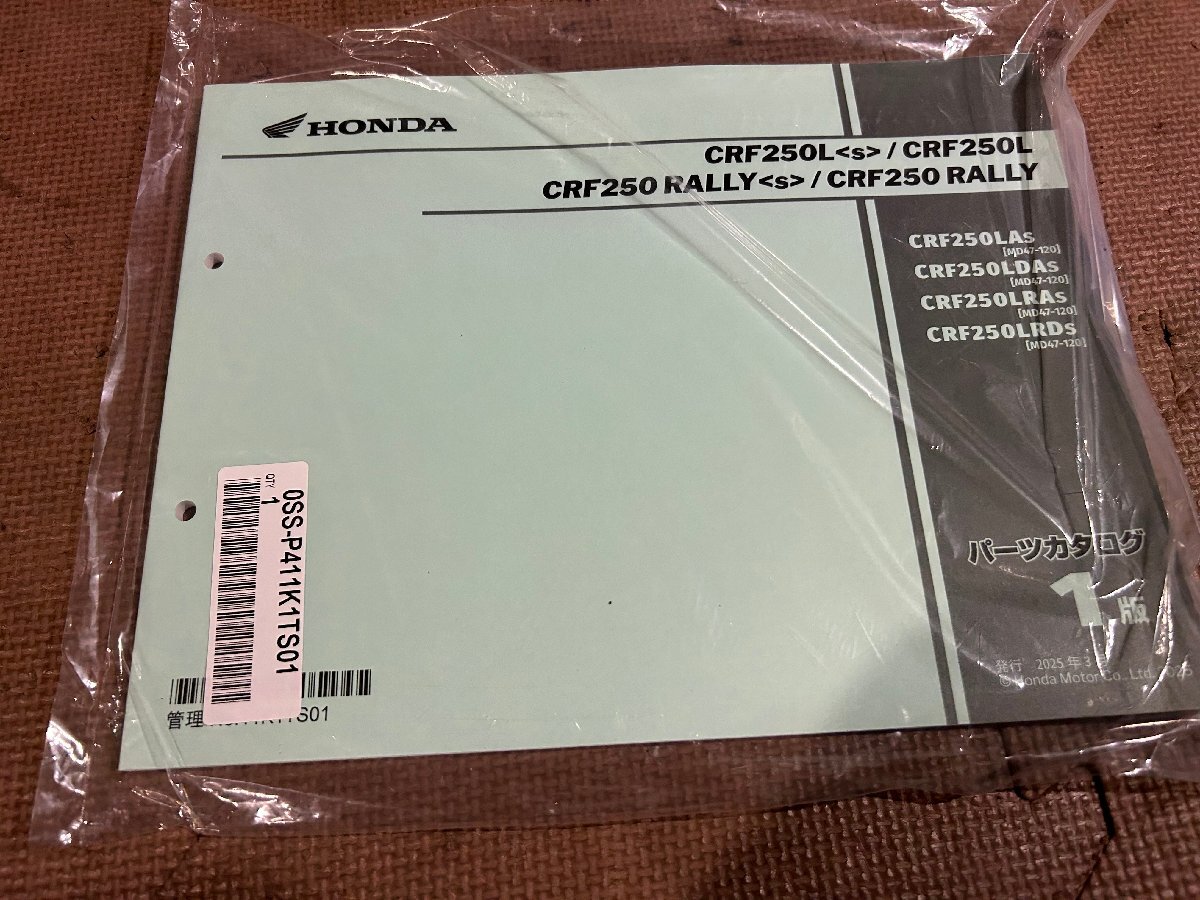 HONDA
CRF250L<s> / CRF250L
CRF250 RALLY<s> / CRF250 RALLY
CRF250LAS
[MD47-120]
CRF250LDAS
[MD47-120]
CRF250LRAS
[MD47-120]
CRF250LRDS
[MD47-120]
パーツカタログ
1版
発行 2025年3
© Honda Motor Co., Ltd.
0SS-P411K1TS01
QTY 1
管理
S01